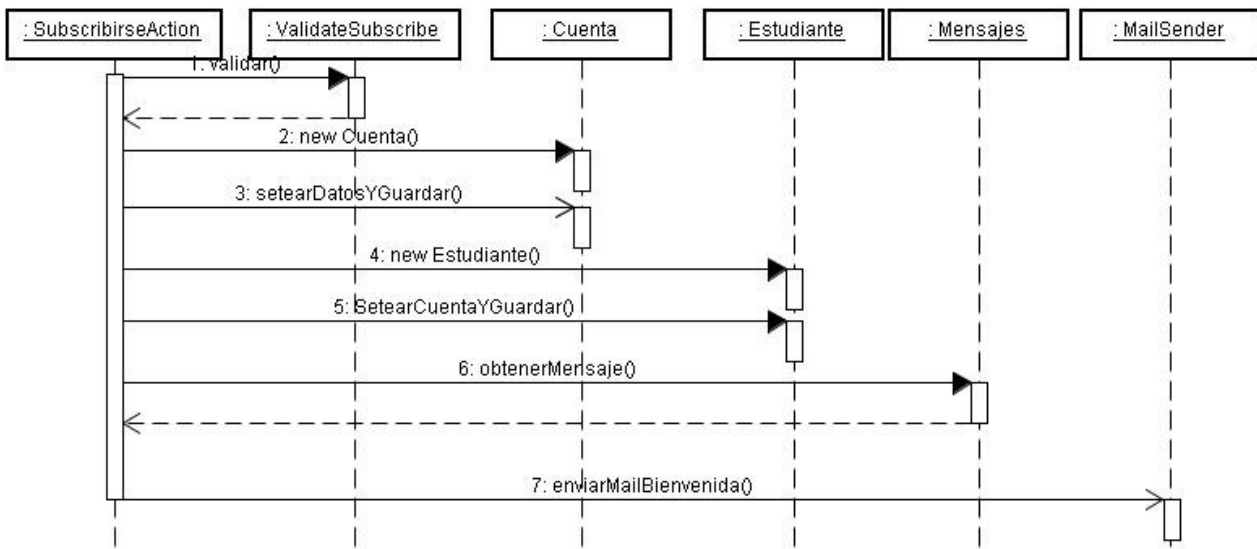 : SubscribirseAction
: ValidateSubscribe
: Cuenta
: Estudiante
: Mensajes
: MailSender
1: validar()
2: new Cuenta()
3: setearDatosYGuardar()
4: new Estudiante()
5: SetearCuentaYGuardar()
6: obtenerMensaje()
7: enviarMailBienvenida()